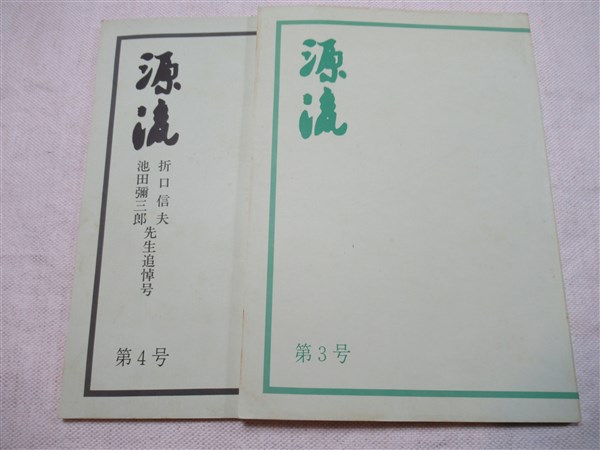 源流
折口信夫
池田彌三郎
先生追悼号
第4号
源流
第3号